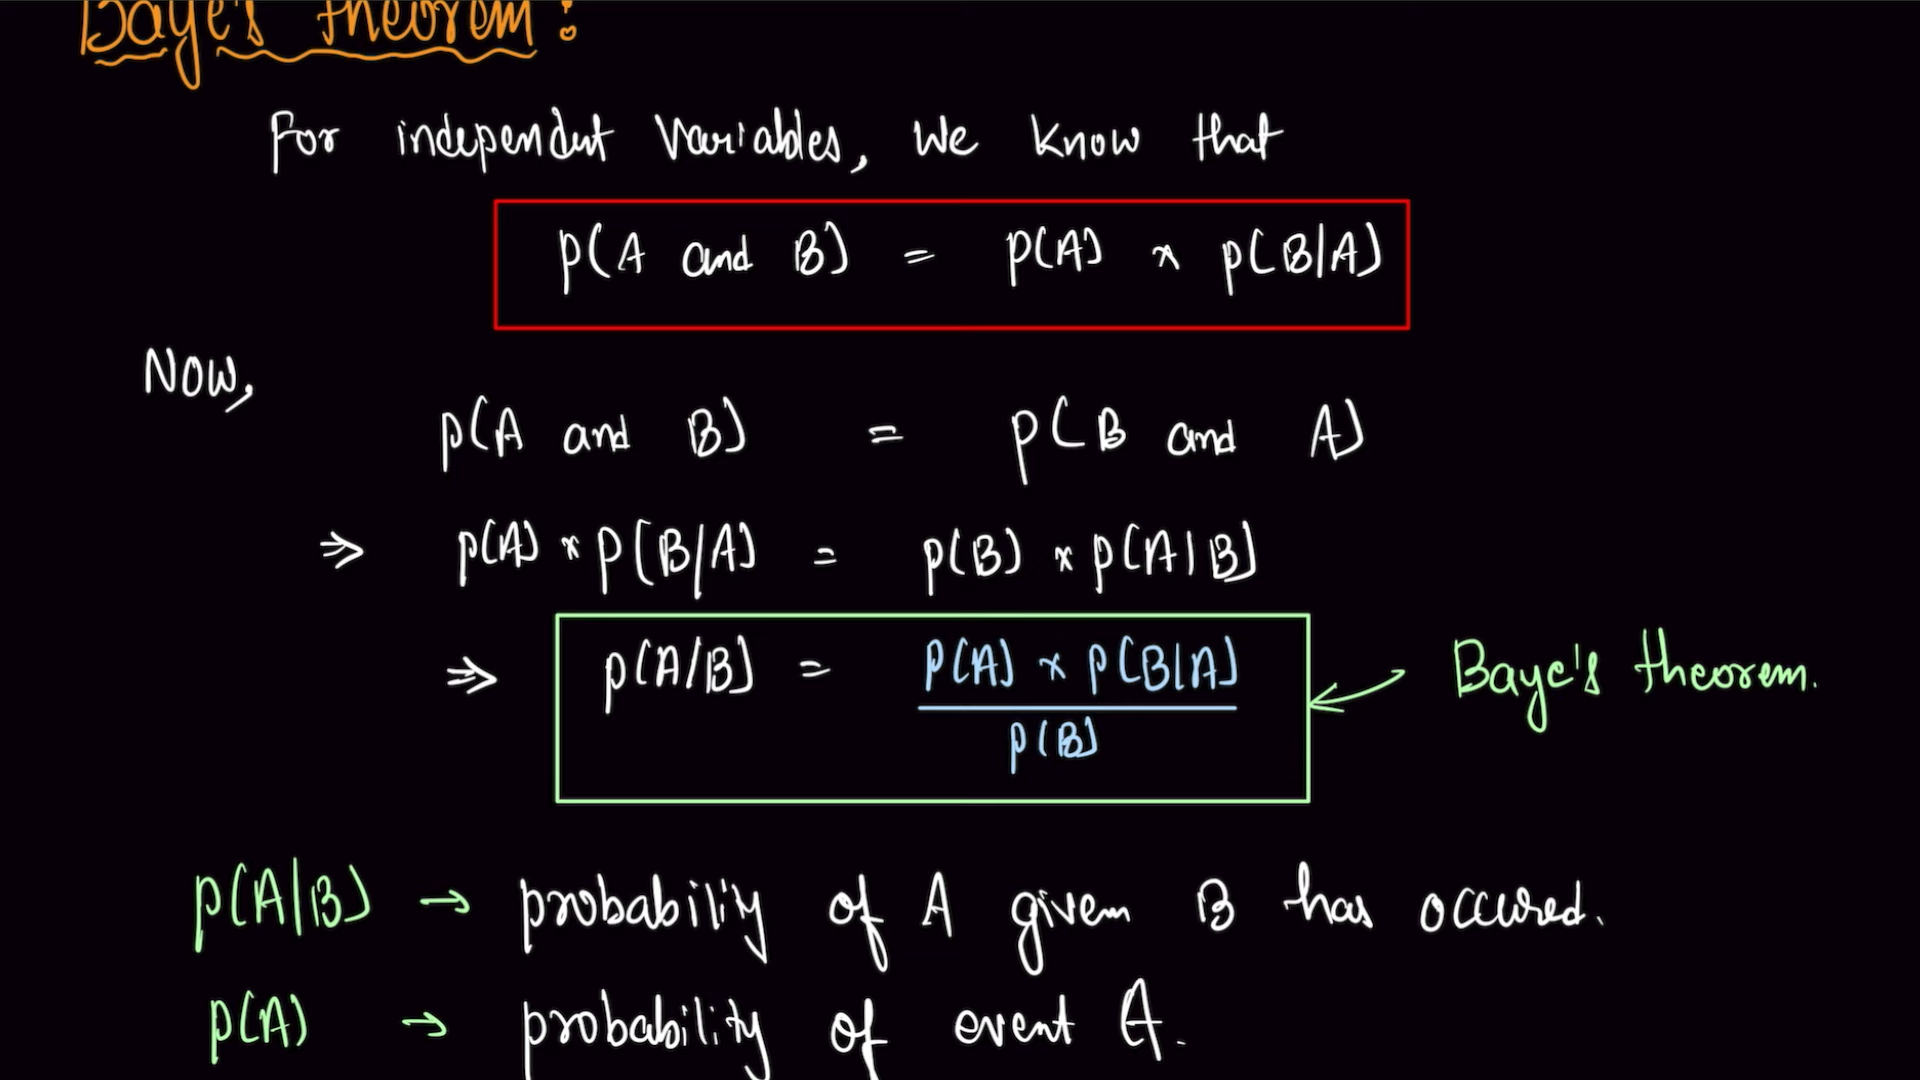 Baye's theorem :
For independent variables, we know that
P(A and B) = P(A) × P(B/A)
Now,
P(A and B) = P(B and A)
⇒ P(A) × P(B/A) = P(B) × P(A|B)
⇒ P(A/B) = P(A) × P(B|A)
P(B)
Baye's theorem.
P(A|B) → probability of A given B has occured.
P(A) → probability of event A.